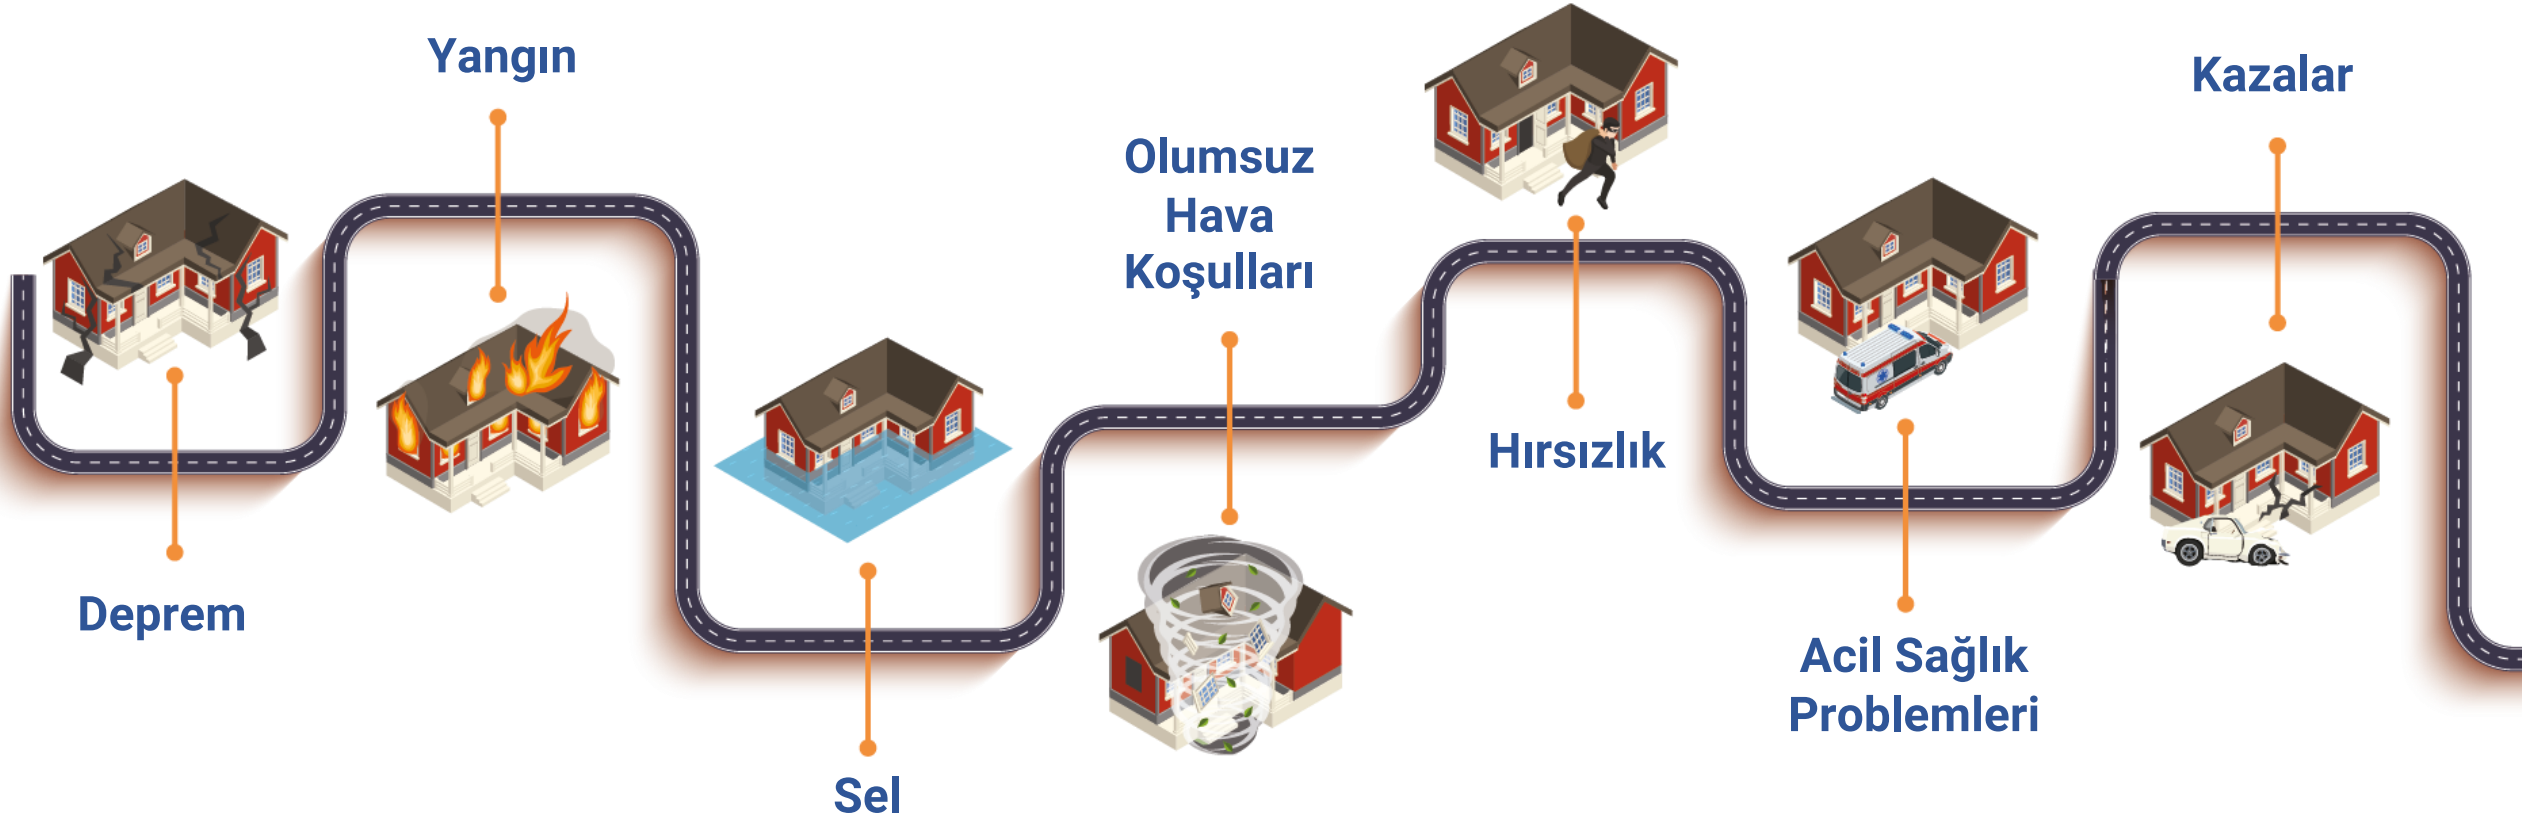 Deprem
Yangın
Sel
Olumsuz
Hava
Koşulları
Hırsızlık
Acil Sağlık
Problemleri
Kazalar